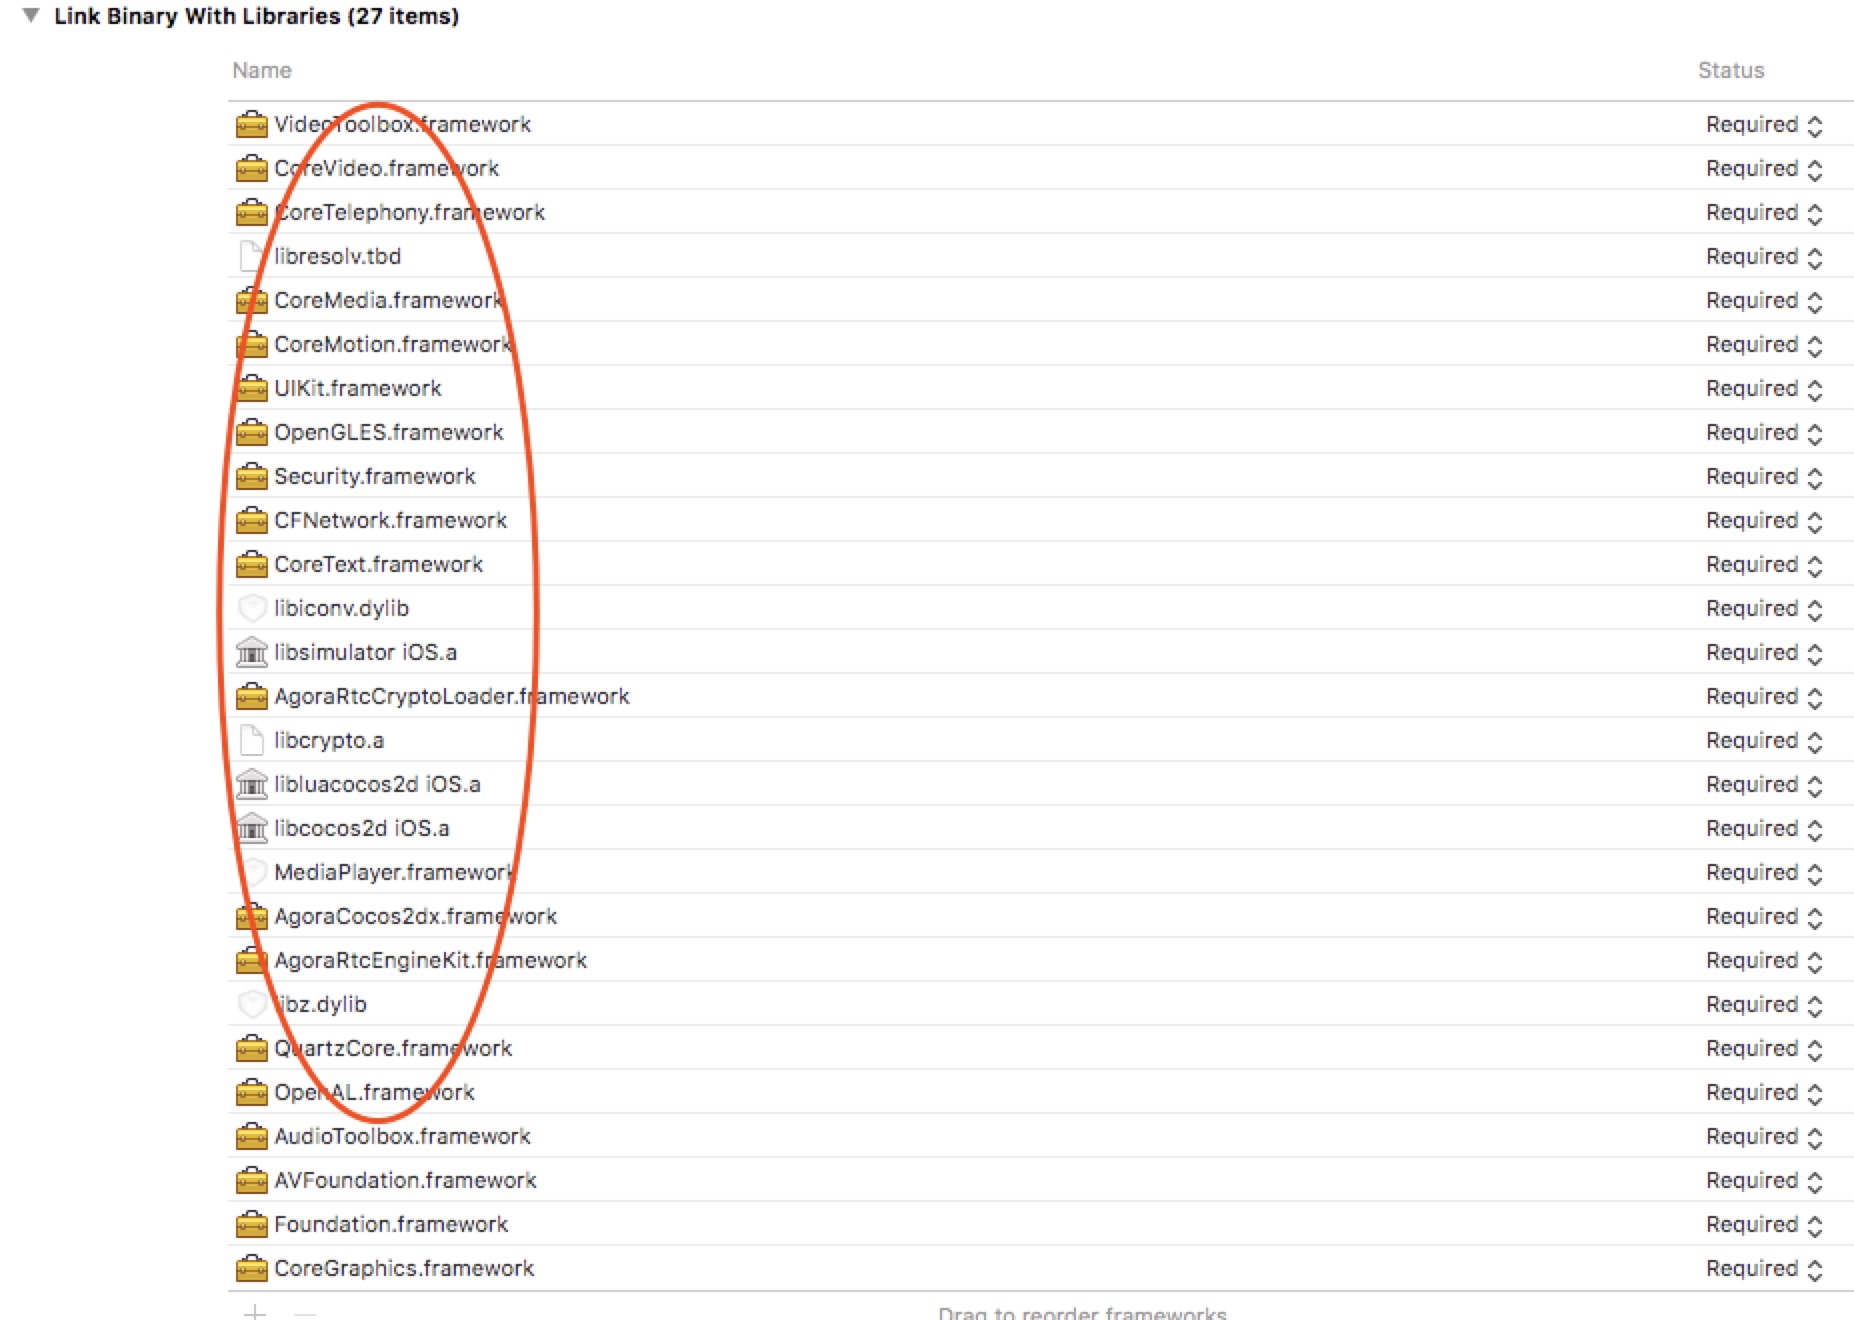 Link Binary With Libraries (27 items)
Name Status
VideoToolbox.framework Required
CoreVideo.framework Required
CoreTelephony.framework Required
libresolv.tbd Required
CoreMedia.framework Required
CoreMotion.framework Required
UIKit.framework Required
OpenGLES.framework Required
Security.framework Required
CFNetwork.framework Required
CoreText.framework Required
libiconv.dylib Required
libsimulator iOS.a Required
AgoraRtcCryptoLoader.framework Required
libcrypto.a Required
libluacocos2d iOS.a Required
libcocos2d iOS.a Required
MediaPlayer.framework Required
AgoraCocos2dx.framework Required
AgoraRtcEngineKit.framework Required
libz.dylib Required
QuartzCore.framework Required
OpenAL.framework Required
AudioToolbox.framework Required
AVFoundation.framework Required
Foundation.framework Required
CoreGraphics.framework Required
Drag to reorder frameworks